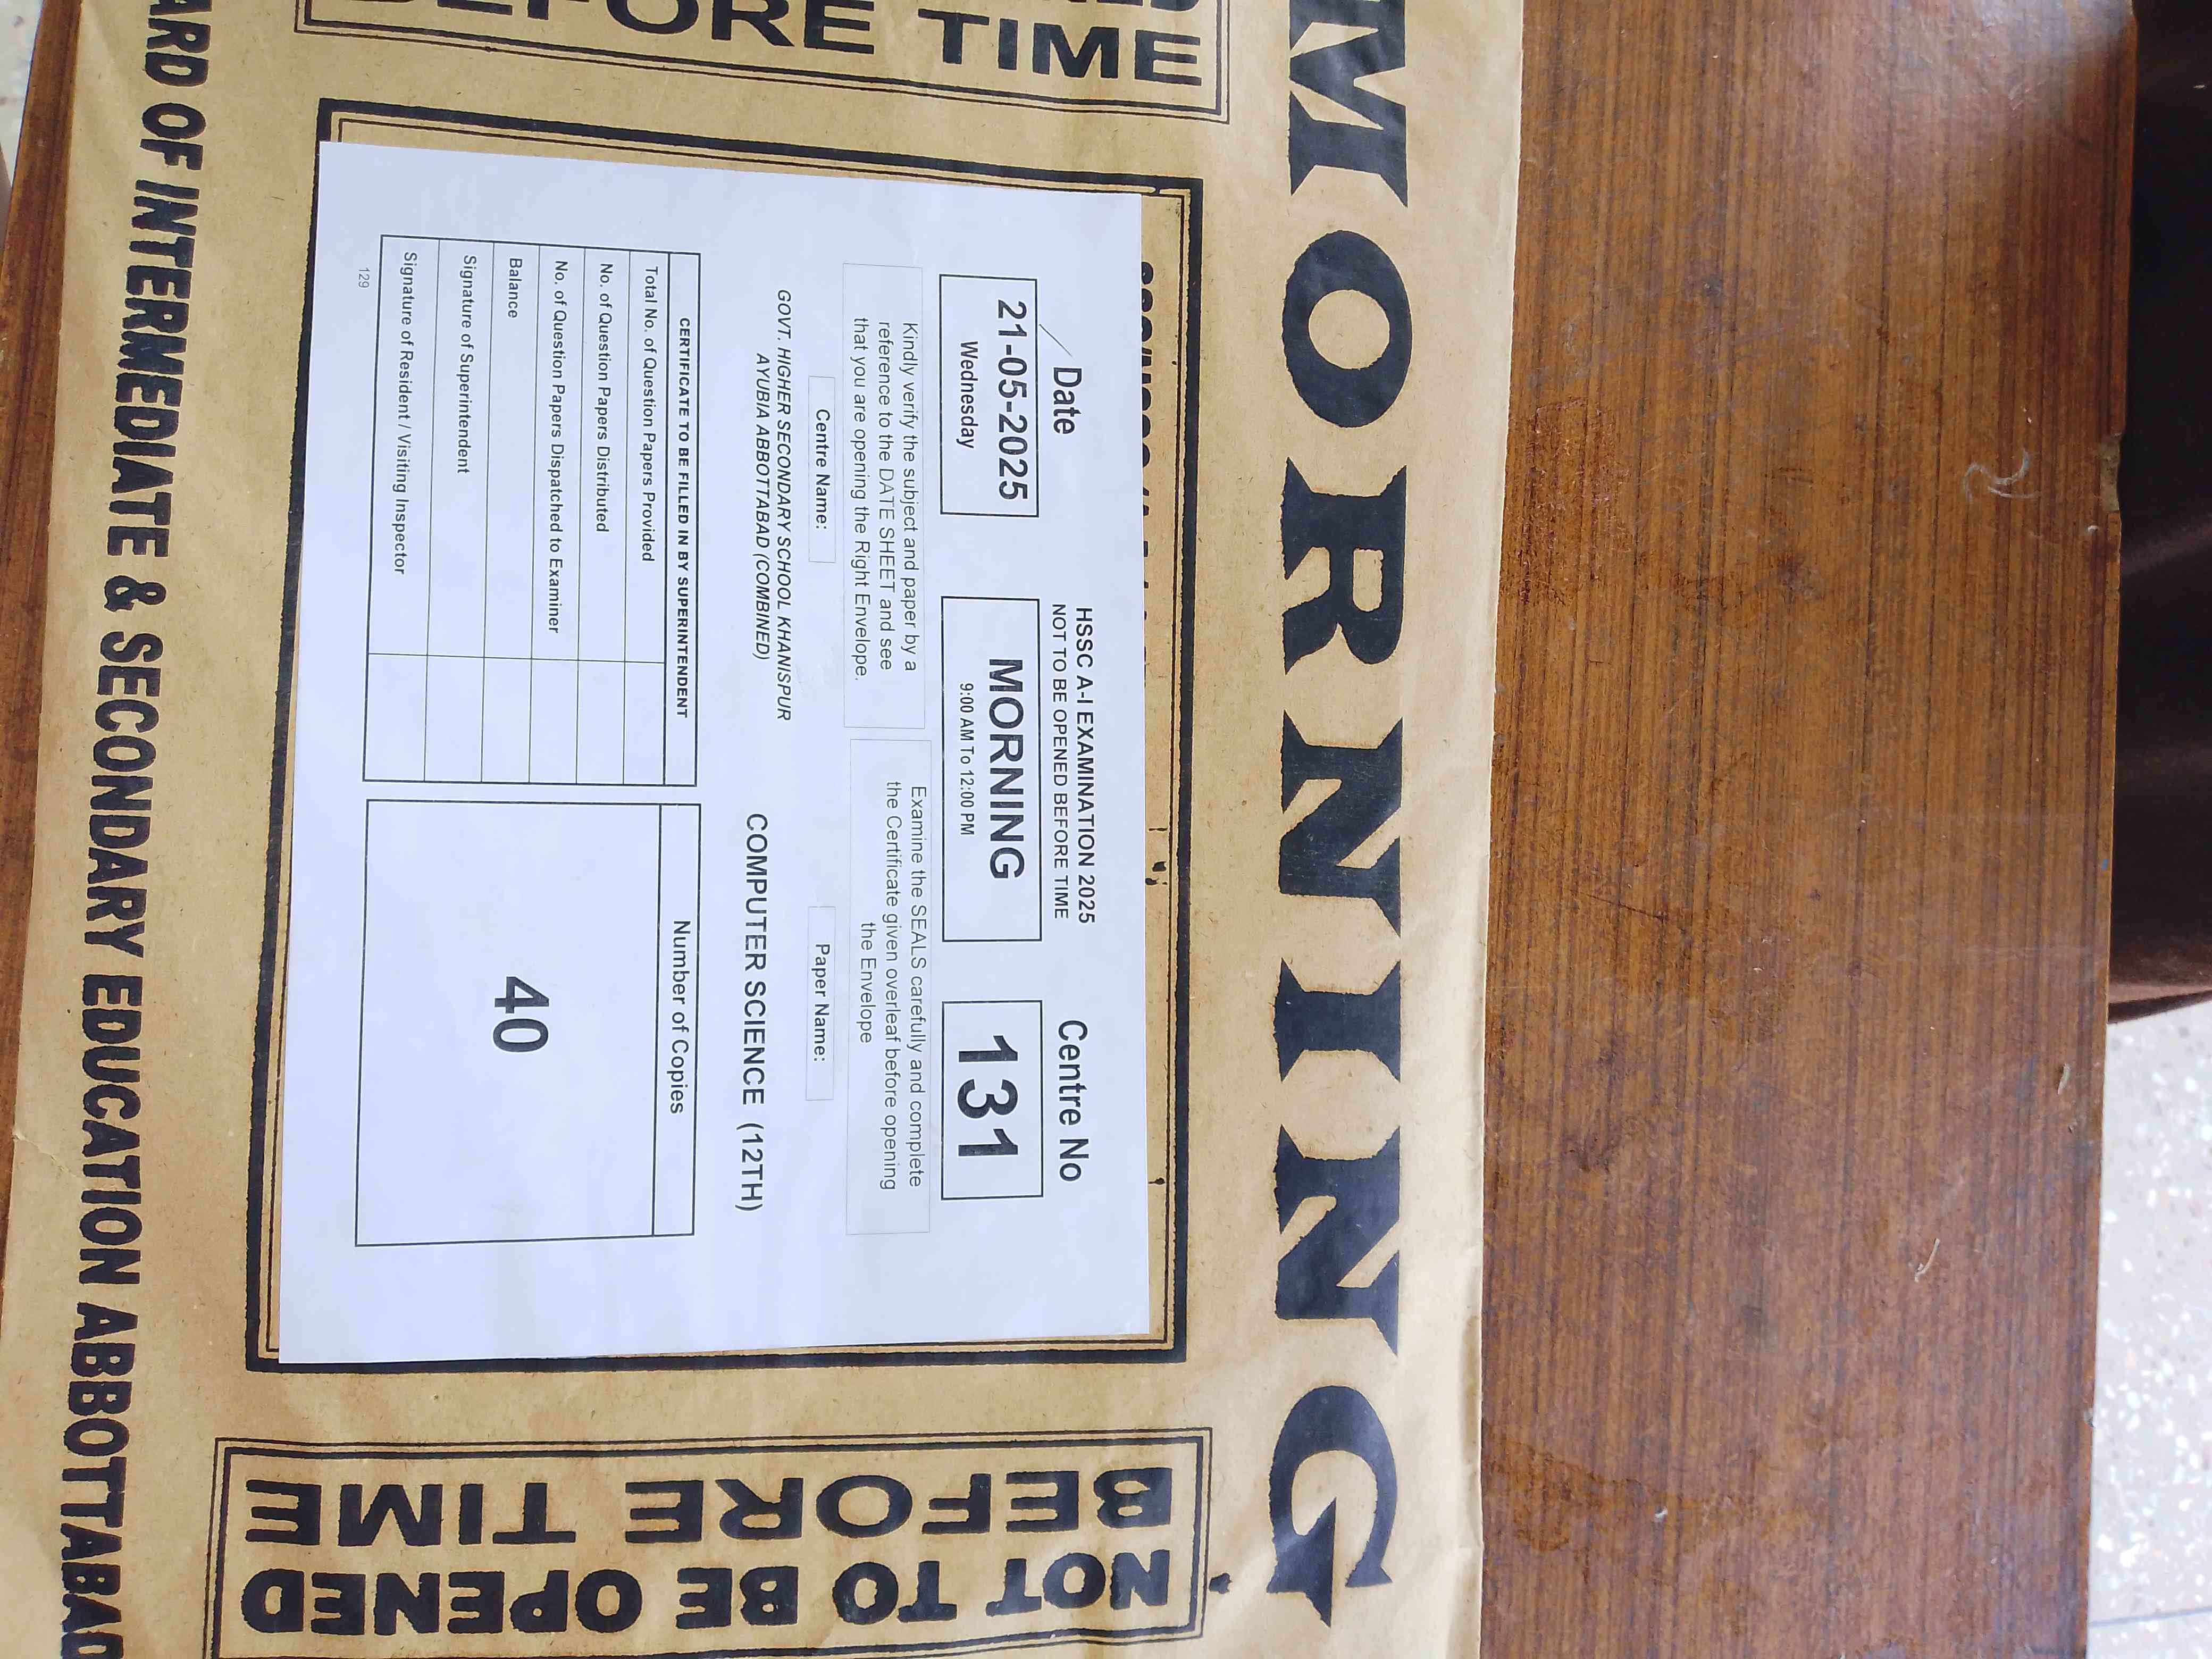 MORNING
BEFORE TIME
HSSC A-I EXAMINATION 2025
NOT TO BE OPENED BEFORE TIME
Date
Centre No
21-05-2025
Wednesday
MORNING
9:00 AM To 12:00 PM
131
Kindly verify the subject and paper by a
reference to the DATE SHEET and see
that you are opening the Right Envelope.
Examine the SEALS carefully and complete
the Certificate given overleaf before opening
the Envelope
Centre Name:
Paper Name:
GOVT. HIGHER SECONDARY SCHOOL KHANISPUR
AYUBIA ABBOTTABAD (COMBINED)
COMPUTER SCIENCE (12TH)
CERTIFICATE TO BE FILLED IN BY SUPERINTENDENT
Total No. of Question Papers Provided
No. of Question Papers Distributed
No. of Question Papers Dispatched to Examiner
Balance
Signature of Superintendent
Signature of Resident / Visiting Inspector
Number of Copies
40
129
NOT TO BE OPENED
BEFORE TIME
ARD OF INTERMEDIATE & SECONDARY EDUCATION ABBOTTABAD